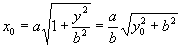 x₀ = a√(1 + y²/b²) = a/b √(y₀² + b²)